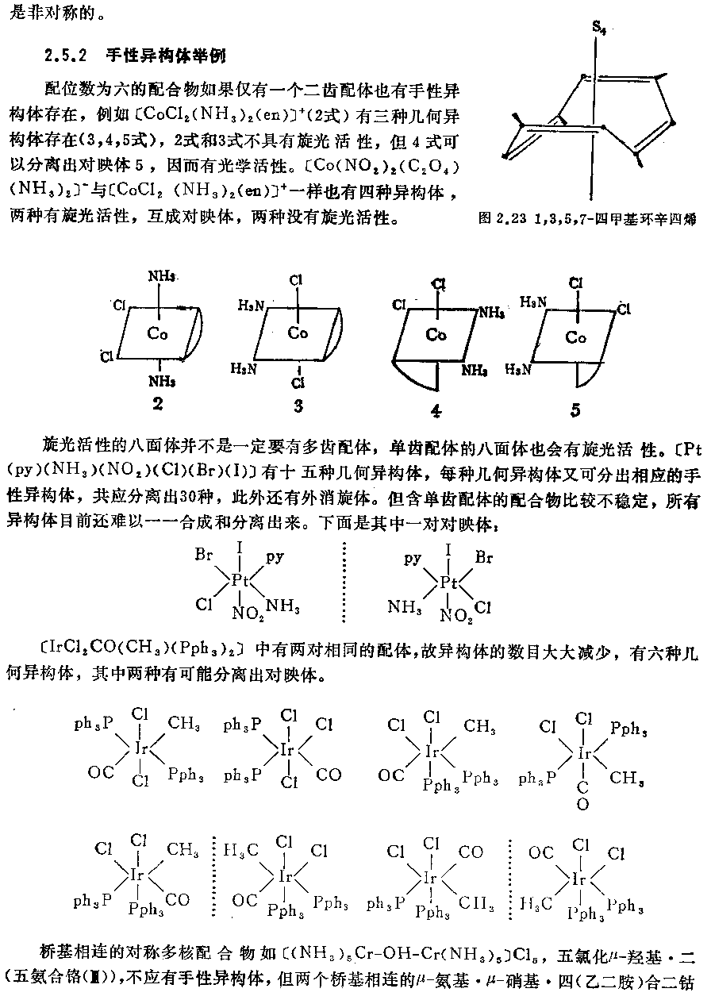 是非对称的。
2.5.2 手性异构体举例
配位数为六的配合物如果仅有一个二齿配体也有手性异
构体存在，例如〔CoCl₂(NH₃)₂(en)〕⁺(2式)有三种几何异
构体存在(3,4,5式)，2式和3式不具有旋光活性，但4式可
以分离出对映体5，因而有光学活性。〔Co(NO₂)₂(C₂O₄)
(NH₃)₂〕⁻与〔CoCl₂ (NH₃)₂(en)〕⁺一样也有四种异构体，
两种有旋光活性，互成对映体，两种没有旋光活性。
S₄
图 2.23 1,3,5,7-四甲基环辛四烯
NH₃ Cl Cl Co NH₃ 2
Cl H₃N Co H₃N Cl 3
Cl Cl NH₃ Co NH₃ 4
Cl H₃N Cl Co H₃N 5
旋光活性的八面体并不是一定要有多齿配体，单齿配体的八面体也会有旋光活性。〔Pt
(py)(NH₃)(NO₂)(Cl)(Br)(I)〕有十五种几何异构体，每种几何异构体又可分出相应的手
性异构体，共应分离出30种，此外还有外消旋体。但含单齿配体的配合物比较不稳定，所有
异构体目前还难以一一合成和分离出来。下面是其中一对对映体：
Br I py Pt Cl NO₂ NH₃
py I Br Pt NH₃ NO₂ Cl
〔IrCl₂CO(CH₃)(Pph₃)₂〕中有两对相同的配体，故异构体的数目大大减少，有六种几
何异构体，其中两种有可能分离出对映体。
ph₃P Cl CH₃ Ir OC Cl Pph₃
ph₃P Cl Cl Ir ph₃P Cl CO
Cl Cl CH₃ Ir OC Pph₃ Pph₃
Cl Cl Pph₃ Ir ph₃P C O CH₃
Cl Cl CH₃ Ir ph₃P Pph₃ CO
H₃C Cl Cl Ir OC Pph₃ Pph₃
Cl Cl CO Ir ph₃P Pph₃ CH₃
OC Cl Cl Ir H₃C Pph₃ Pph₃
桥基相连的对称多核配合物如〔(NH₃)₅Cr-OH-Cr(NH₃)₅〕Cl₅，五氯化μ-羟基·二
(五氨合铬(Ⅲ))，不应有手性异构体，但两个桥基相连的μ-氨基·μ-硝基·四(乙二胺)合二钴